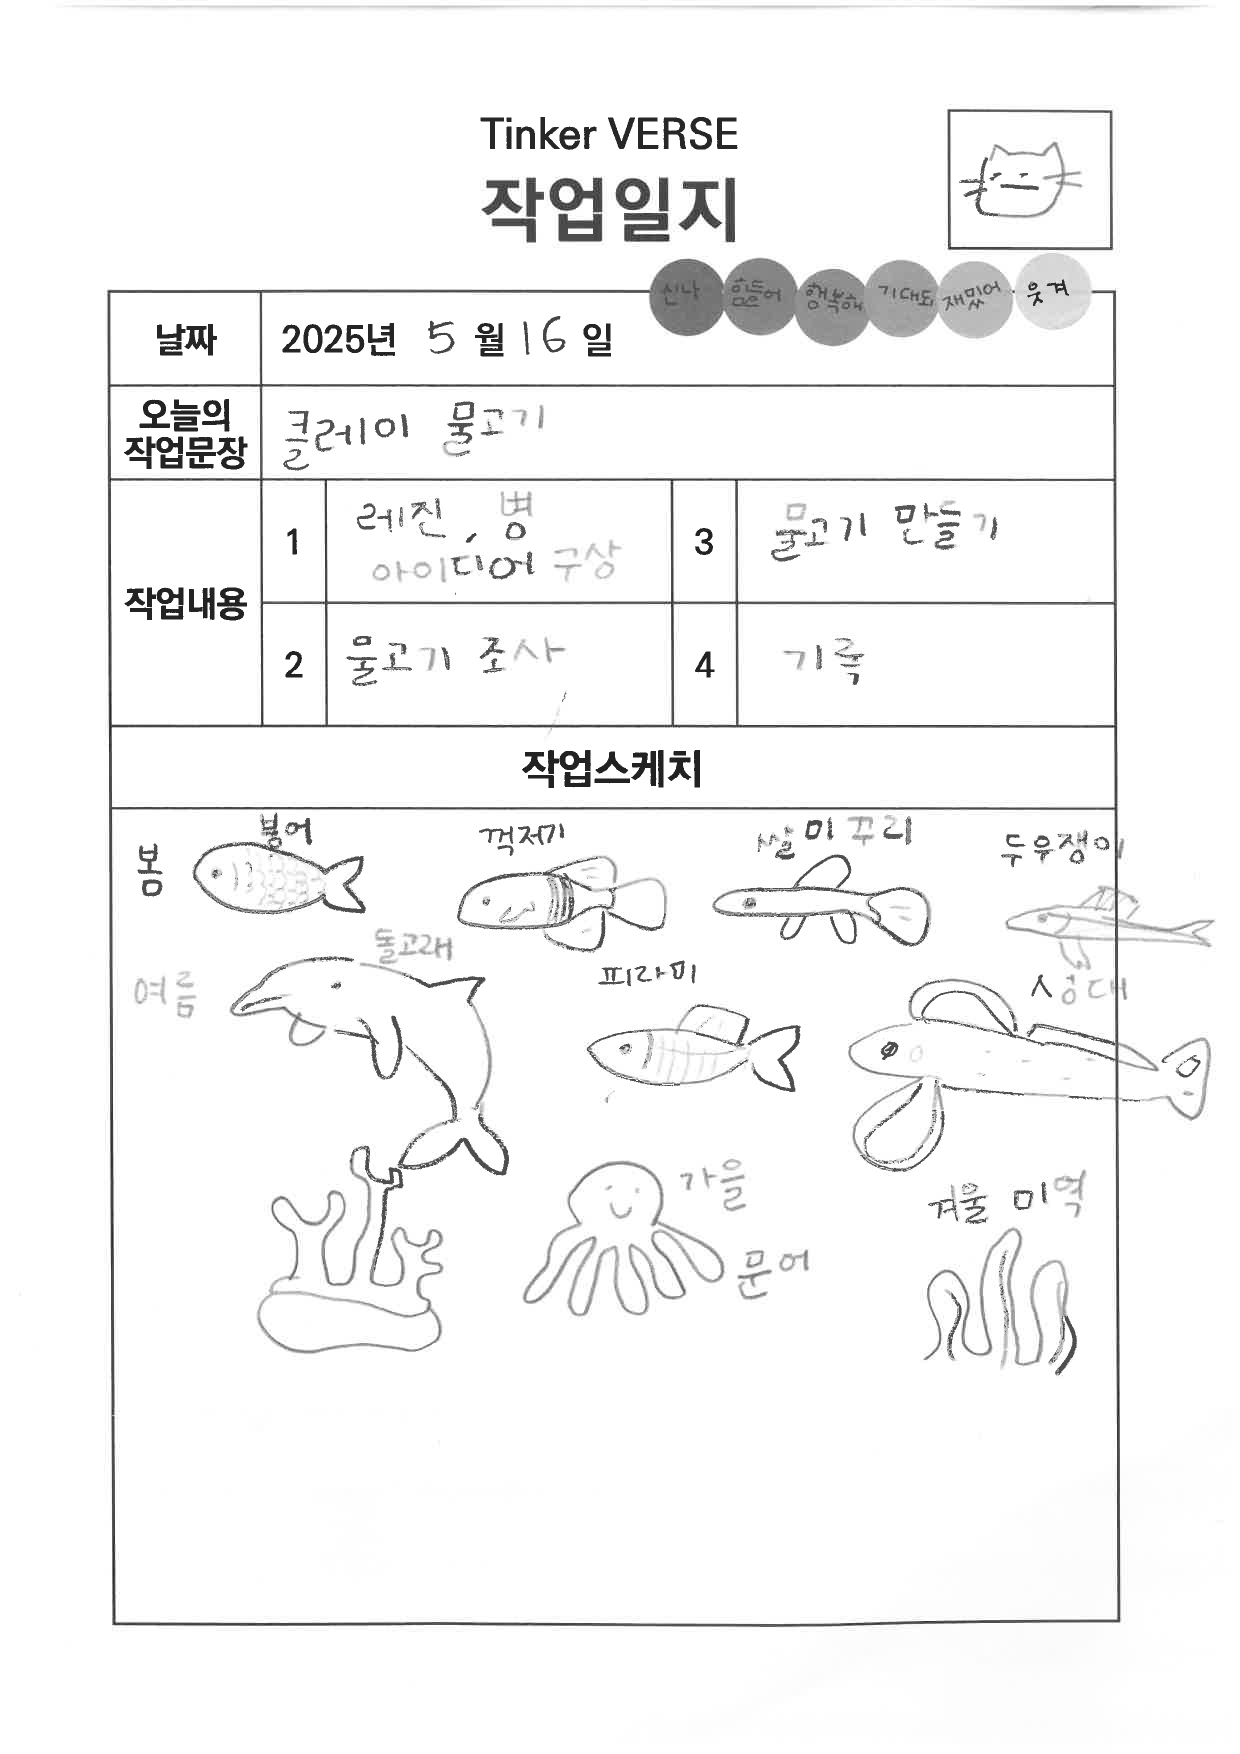 Tinker VERSE
작업일지
신나 힘들어 행복해 기대돼 재밌어 웃겨
날짜 2025년 5월 16일
오늘의 작업문장 클레이 물고기
작업내용
1 레진, 병
아이디어 구상
3 물고기 만들기
2 물고기 조사
4 기록
작업스케치
봄 붕어 꺽저기 쌀미꾸리 두우쟁이
여름 돌고래 피라미 성대
가을
문어
겨울 미역